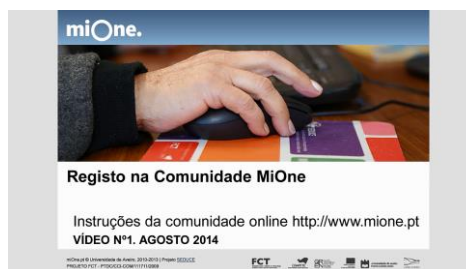 miOne.
Registo na Comunidade MiOne
Instruções da comunidade online http://www.mione.pt
VÍDEO Nº1. AGOSTO 2014
FCT